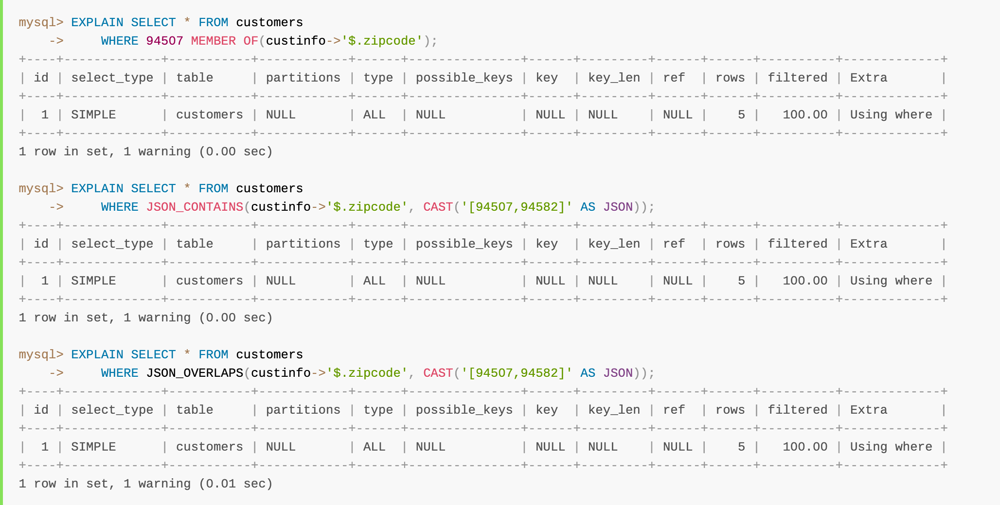 mysql> EXPLAIN SELECT * FROM customers
    ->     WHERE 94507 MEMBER OF(custinfo->'$.zipcode');
+----+-------------+-----------+------------+------+---------------+------+---------+------+------+----------+-------------+
| id | select_type | table     | partitions | type | possible_keys | key  | key_len | ref  | rows | filtered | Extra       |
+----+-------------+-----------+------------+------+---------------+------+---------+------+------+----------+-------------+
|  1 | SIMPLE      | customers | NULL       | ALL  | NULL          | NULL | NULL    | NULL |    5 |   100.00 | Using where |
+----+-------------+-----------+------------+------+---------------+------+---------+------+------+----------+-------------+
1 row in set, 1 warning (0.00 sec)

mysql> EXPLAIN SELECT * FROM customers
    ->     WHERE JSON_CONTAINS(custinfo->'$.zipcode', CAST('[94507,94582]' AS JSON));
+----+-------------+-----------+------------+------+---------------+------+---------+------+------+----------+-------------+
| id | select_type | table     | partitions | type | possible_keys | key  | key_len | ref  | rows | filtered | Extra       |
+----+-------------+-----------+------------+------+---------------+------+---------+------+------+----------+-------------+
|  1 | SIMPLE      | customers | NULL       | ALL  | NULL          | NULL | NULL    | NULL |    5 |   100.00 | Using where |
+----+-------------+-----------+------------+------+---------------+------+---------+------+------+----------+-------------+
1 row in set, 1 warning (0.00 sec)

mysql> EXPLAIN SELECT * FROM customers
    ->     WHERE JSON_OVERLAPS(custinfo->'$.zipcode', CAST('[94507,94582]' AS JSON));
+----+-------------+-----------+------------+------+---------------+------+---------+------+------+----------+-------------+
| id | select_type | table     | partitions | type | possible_keys | key  | key_len | ref  | rows | filtered | Extra       |
+----+-------------+-----------+------------+------+---------------+------+---------+------+------+----------+-------------+
|  1 | SIMPLE      | customers | NULL       | ALL  | NULL          | NULL | NULL    | NULL |    5 |   100.00 | Using where |
+----+-------------+-----------+------------+------+---------------+------+---------+------+------+----------+-------------+
1 row in set, 1 warning (0.01 sec)